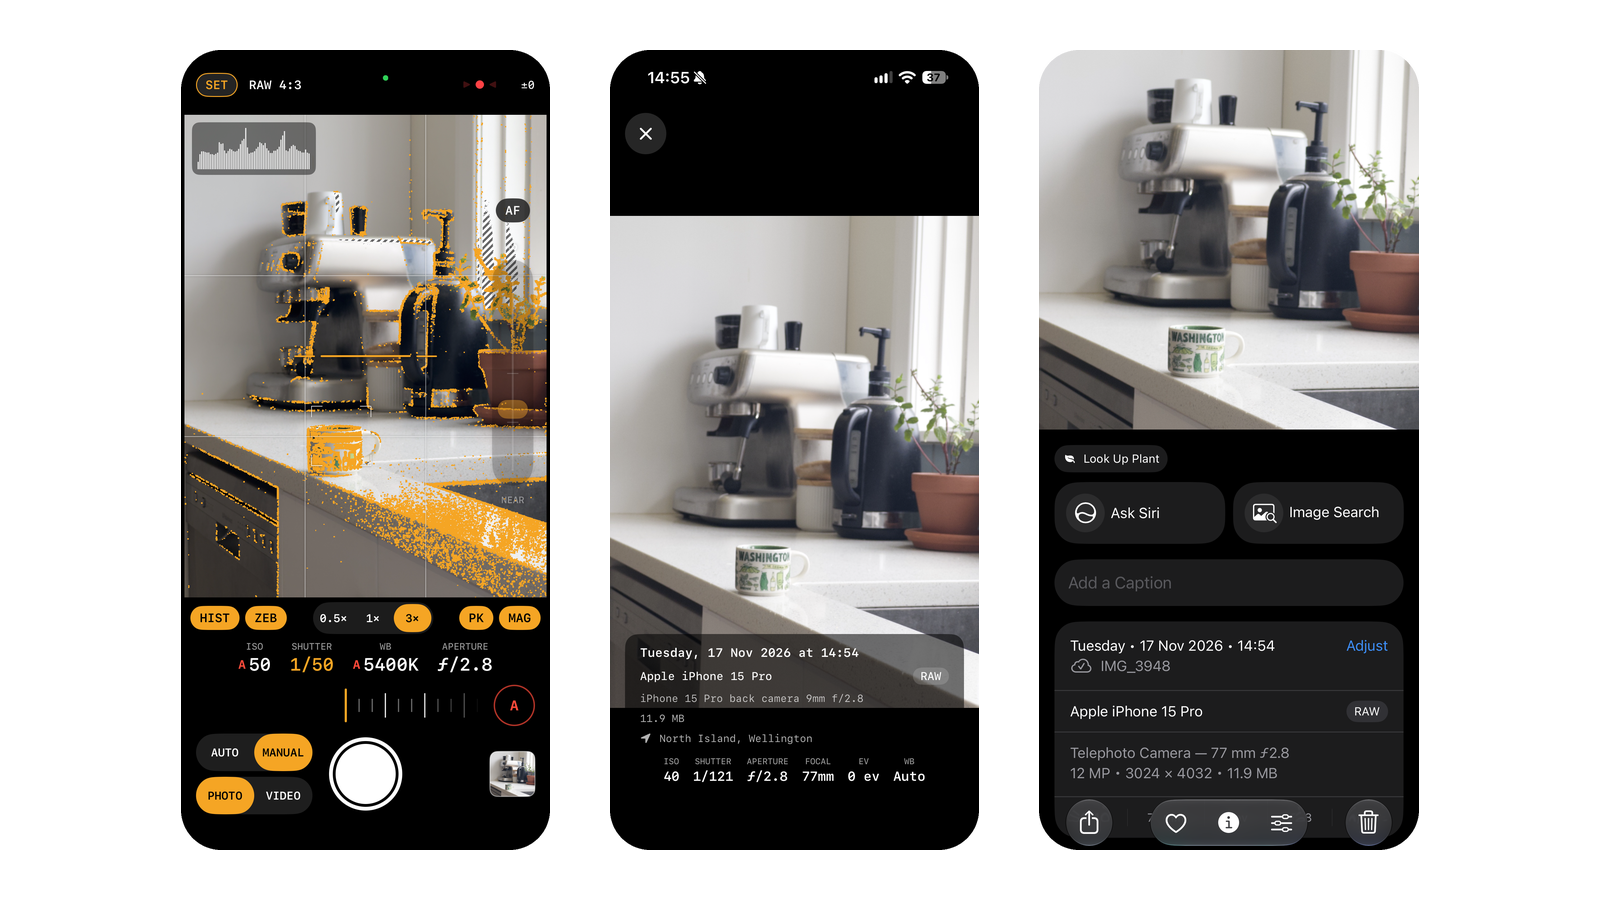 SET RAW 4:3 ±0
AF
NEAR
HIST ZEB 0.5× 1× 3× PK MAG
ISO SHUTTER WB APERTURE
A 50 1/50 A 5400K ƒ/2.8
A
AUTO MANUAL
PHOTO VIDEO
14:55 37
WASHINGTON
Tuesday, 17 Nov 2026 at 14:54
Apple iPhone 15 Pro RAW
iPhone 15 Pro back camera 9mm f/2.8
11.9 MB
North Island, Wellington
ISO SHUTTER APERTURE FOCAL EV WB
40 1/121 ƒ/2.8 77mm 0 ev Auto
WASHINGTON
Look Up Plant
Ask Siri Image Search
Add a Caption
Tuesday • 17 Nov 2026 • 14:54 Adjust
IMG_3948
Apple iPhone 15 Pro RAW
Telephoto Camera — 77 mm ƒ2.8
12 MP • 3024 × 4032 • 11.9 MB